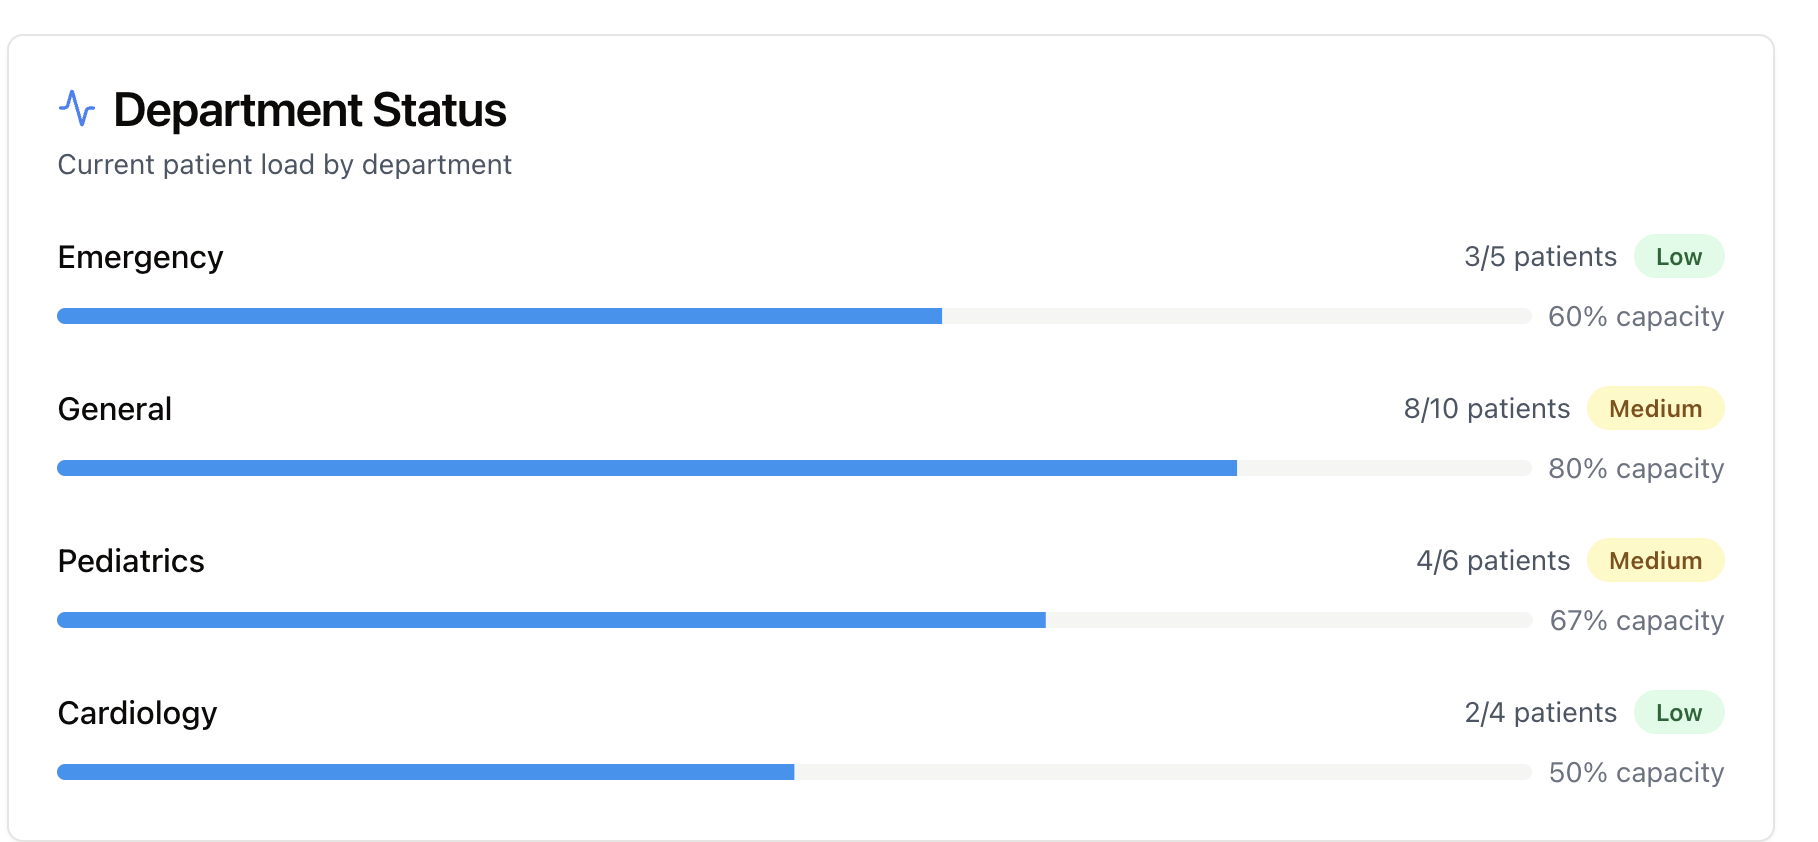 Department Status
Current patient load by department
Emergency 3/5 patients Low
60% capacity
General 8/10 patients Medium
80% capacity
Pediatrics 4/6 patients Medium
67% capacity
Cardiology 2/4 patients Low
50% capacity